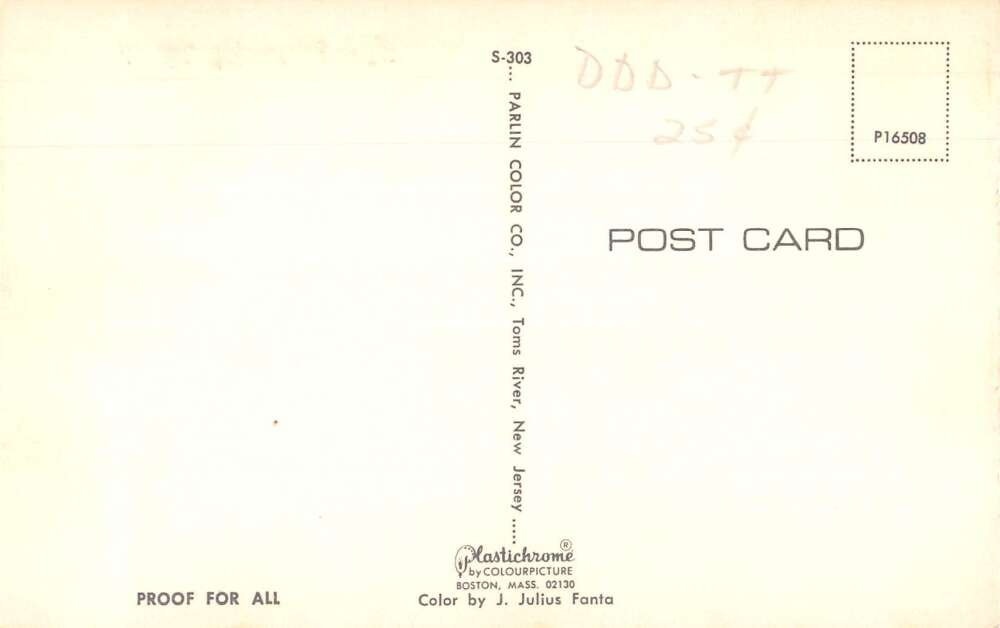 S-303
DDD - TT
25¢
P16508
POST CARD
.... PARLIN COLOR CO., INC., Toms River, New Jersey .....
Plastichrome®
by COLOURPICTURE
BOSTON, MASS. 02130
PROOF FOR ALL
Color by J. Julius Fanta